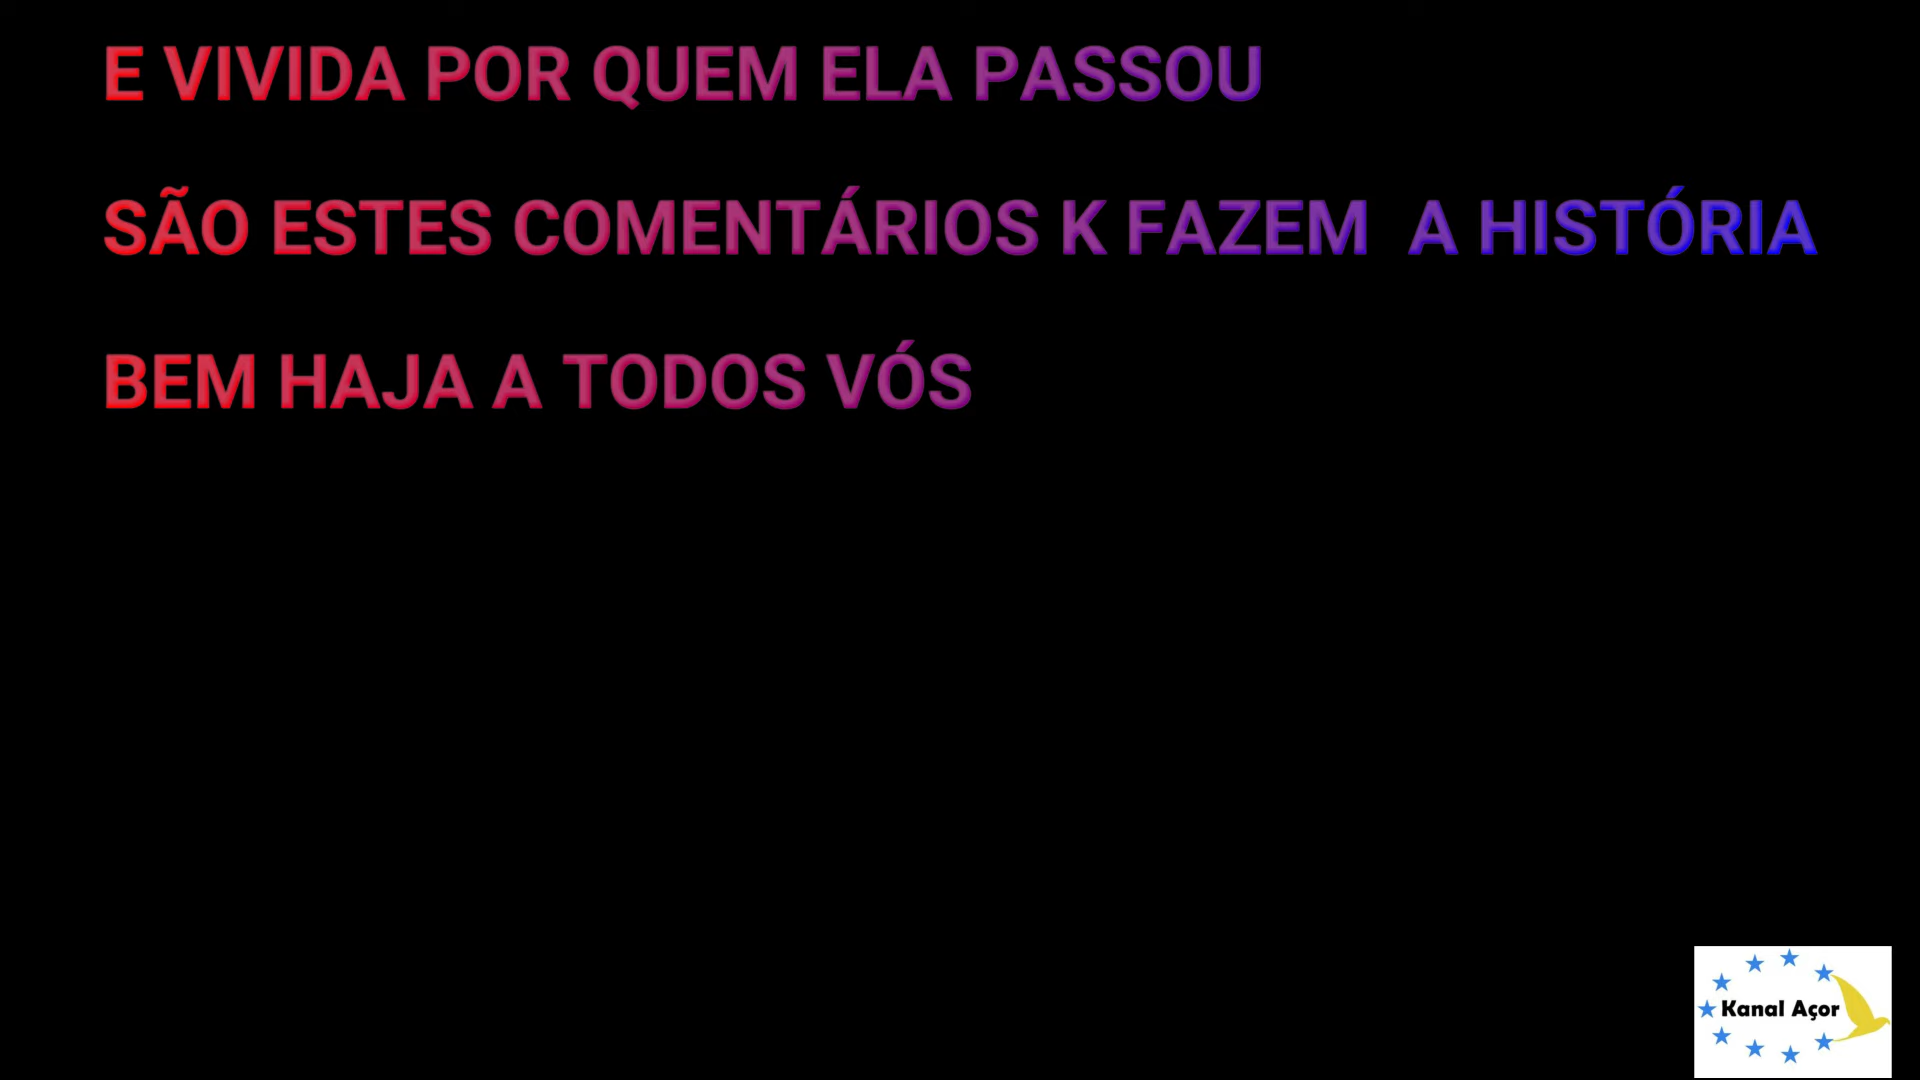 E VIVIDA POR QUEM ELA PASSOU
SÃO ESTES COMENTÁRIOS K FAZEM  A HISTÓRIA
BEM HAJA A TODOS VÓS
Kanal Açor